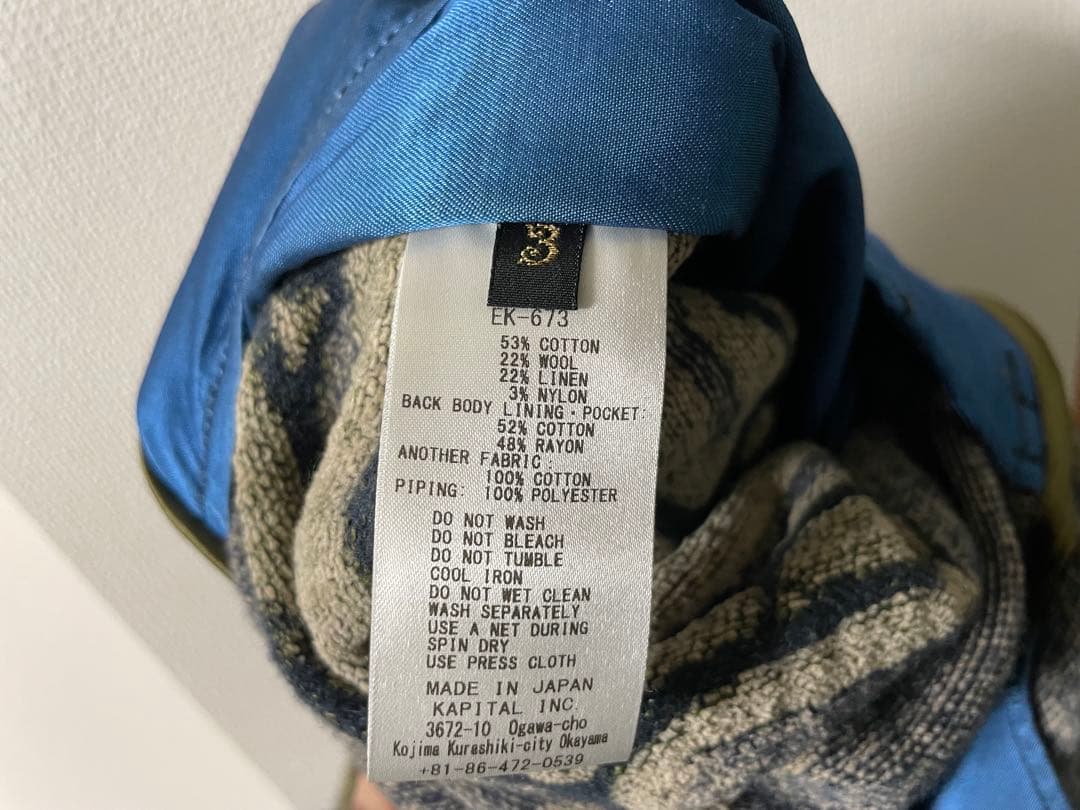 3
EK-673
53% COTTON
22% WOOL
22% LINEN
3% NYLON
BACK BODY LINING・POCKET:
52% COTTON
48% RAYON
ANOTHER FABRIC :
100% COTTON
PIPING: 100% POLYESTER
DO NOT WASH
DO NOT BLEACH
DO NOT TUMBLE
COOL IRON
DO NOT WET CLEAN
WASH SEPARATELY
USE A NET DURING
SPIN DRY
USE PRESS CLOTH
MADE IN JAPAN
KAPITAL INC.
3672-10 Ogawa-cho
Kojima Kurashiki-city Okayama
+81-86-472-0539